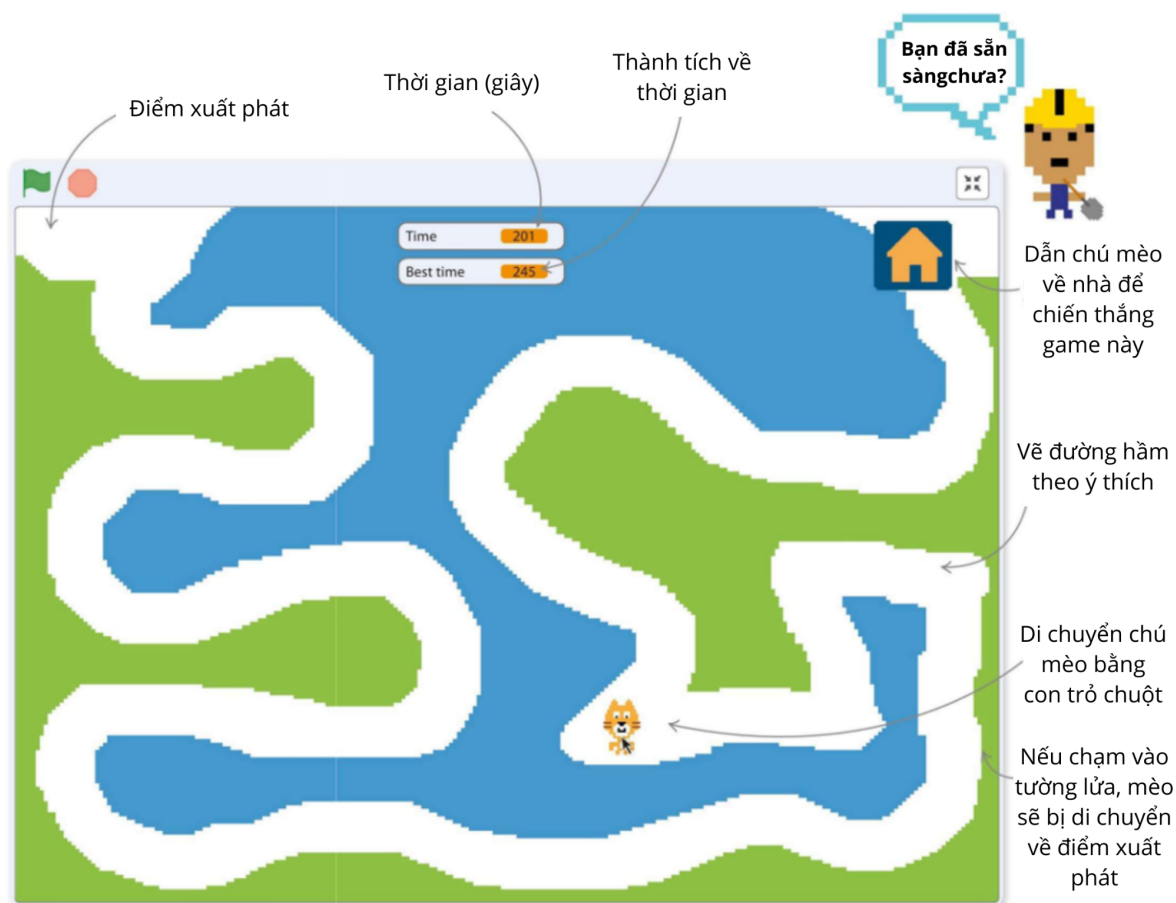 Bạn đã sẵn
sàngchưa?
Thành tích về
thời gian
Thời gian (giây)
Điểm xuất phát
Time 201
Best time 245
Dẫn chú mèo
về nhà để
chiến thắng
game này
Vẽ đường hầm
theo ý thích
Di chuyển chú
mèo bằng
con trỏ chuột
Nếu chạm vào
tường lửa, mèo
sẽ bị di chuyển
về điểm xuất
phát